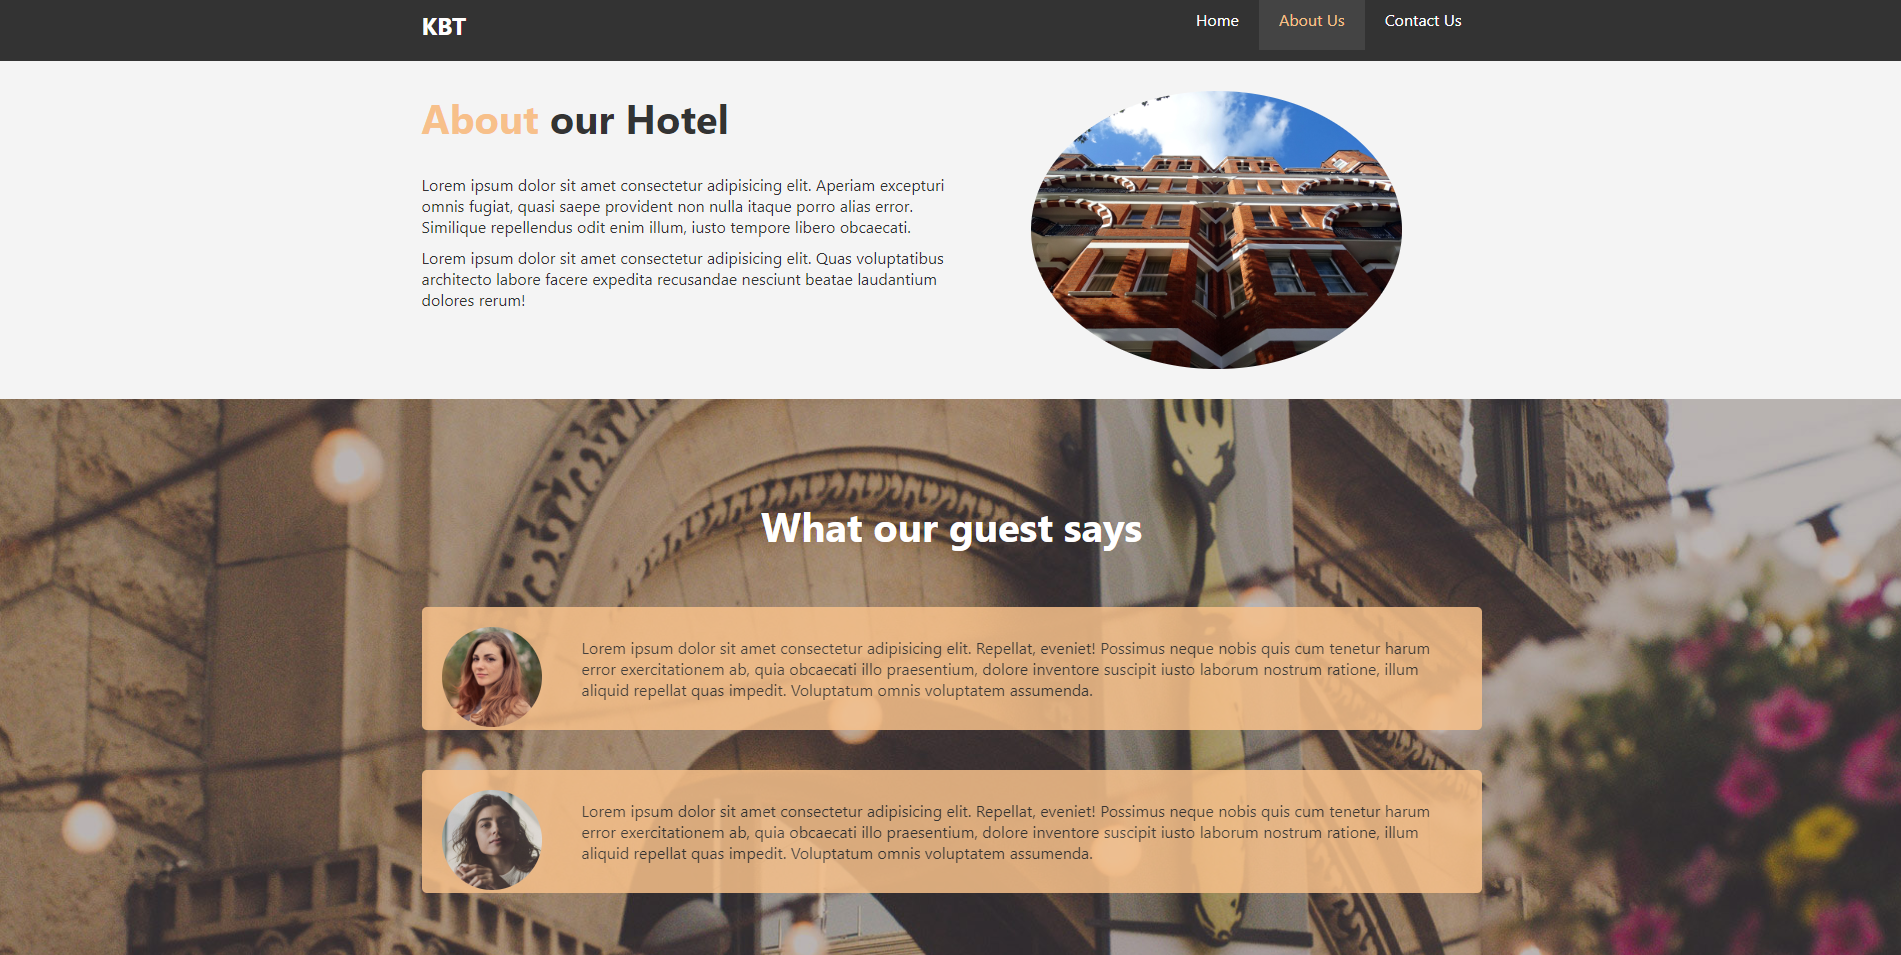 KBT
Home
About Us
Contact Us
About our Hotel
Lorem ipsum dolor sit amet consectetur adipisicing elit. Aperiam excepturi
omnis fugiat, quasi saepe provident non nulla itaque porro alias error.
Similique repellendus odit enim illum, iusto tempore libero obcaecati.
Lorem ipsum dolor sit amet consectetur adipisicing elit. Quas voluptatibus
architecto labore facere expedita recusandae nesciunt beatae laudantium
dolores rerum!
What our guest says
Lorem ipsum dolor sit amet consectetur adipisicing elit. Repellat, eveniet! Possimus neque nobis quis cum tenetur harum
error exercitationem ab, quia obcaecati illo praesentium, dolore inventore suscipit iusto laborum nostrum ratione, illum
aliquid repellat quas impedit. Voluptatum omnis voluptatem assumenda.
Lorem ipsum dolor sit amet consectetur adipisicing elit. Repellat, eveniet! Possimus neque nobis quis cum tenetur harum
error exercitationem ab, quia obcaecati illo praesentium, dolore inventore suscipit iusto laborum nostrum ratione, illum
aliquid repellat quas impedit. Voluptatum omnis voluptatem assumenda.